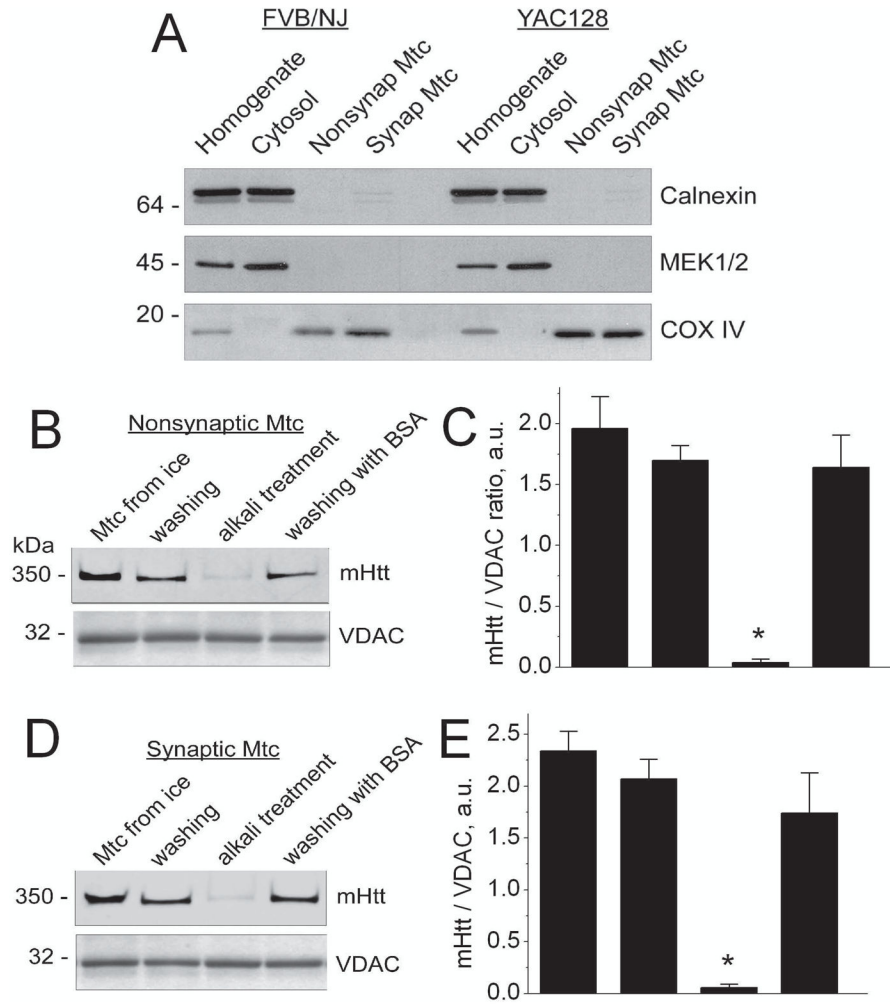 A
FVB/NJ
YAC128
Homogenate
Cytosol
Nonsynap Mtc
Synap Mtc
Homogenate
Cytosol
Nonsynap Mtc
Synap Mtc
64 -
Calnexin
45 -
MEK1/2
20 -
COX IV
B
Nonsynaptic Mtc
Mtc from ice
washing
alkali treatment
washing with BSA
kDa
350 -
mHtt
32 -
VDAC
C
mHtt / VDAC ratio, a.u.
2.0
1.5
1.0
0.5
0.0
*
D
Synaptic Mtc
Mtc from ice
washing
alkali treatment
washing with BSA
350 -
mHtt
32 -
VDAC
E
mHtt / VDAC, a.u.
2.5
2.0
1.5
1.0
0.5
0.0
*